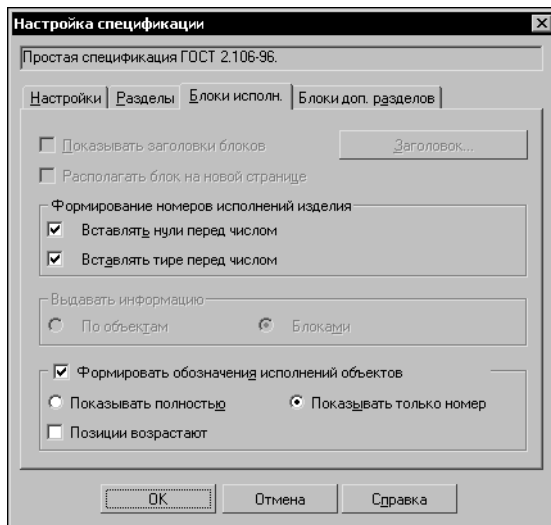 Настройка спецификации
Простая спецификация ГОСТ 2.106-96.
Настройки Разделы Блоки исполн. Блоки доп. разделов
Показывать заголовки блоков Заголовок...
Располагать блок на новой странице
Формирование номеров исполнений изделия
Вставлять нули перед числом
Вставлять тире перед числом
Выдавать информацию
По объектам Блоками
Формировать обозначения исполнений объектов
Показывать полностью Показывать только номер
Позиции возрастают
OK Отмена Справка